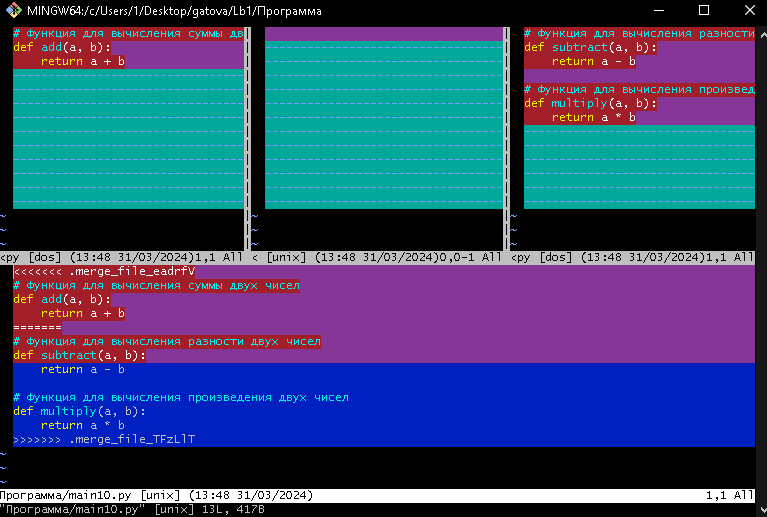 MINGW64:/c/Users/1/Desktop/gatova/Lb1/Программа
# Функция для вычисления суммы дв
def add(a, b):
    return a + b
~
~
~
<py [dos] (13:48 31/03/2024)1,1 All
~
~
~
< [unix] (13:48 31/03/2024)0,0-1 All
# Функция для вычисления разности
def subtract(a, b):
    return a - b
# Функция для вычисления произвед
def multiply(a, b):
    return a * b
~
~
~
<py [dos] (13:48 31/03/2024)1,1 All
<<<<<<< .merge_file_eadrfV
# Функция для вычисления суммы двух чисел
def add(a, b):
    return a + b
=======
# Функция для вычисления разности двух чисел
def subtract(a, b):
    return a - b
# Функция для вычисления произведения двух чисел
def multiply(a, b):
    return a * b
>>>>>>> .merge_file_TFzLlT
~
~
~
Программа/main10.py [unix] (13:48 31/03/2024) 1,1 All
"Программа/main10.py" [unix] 13L, 417B